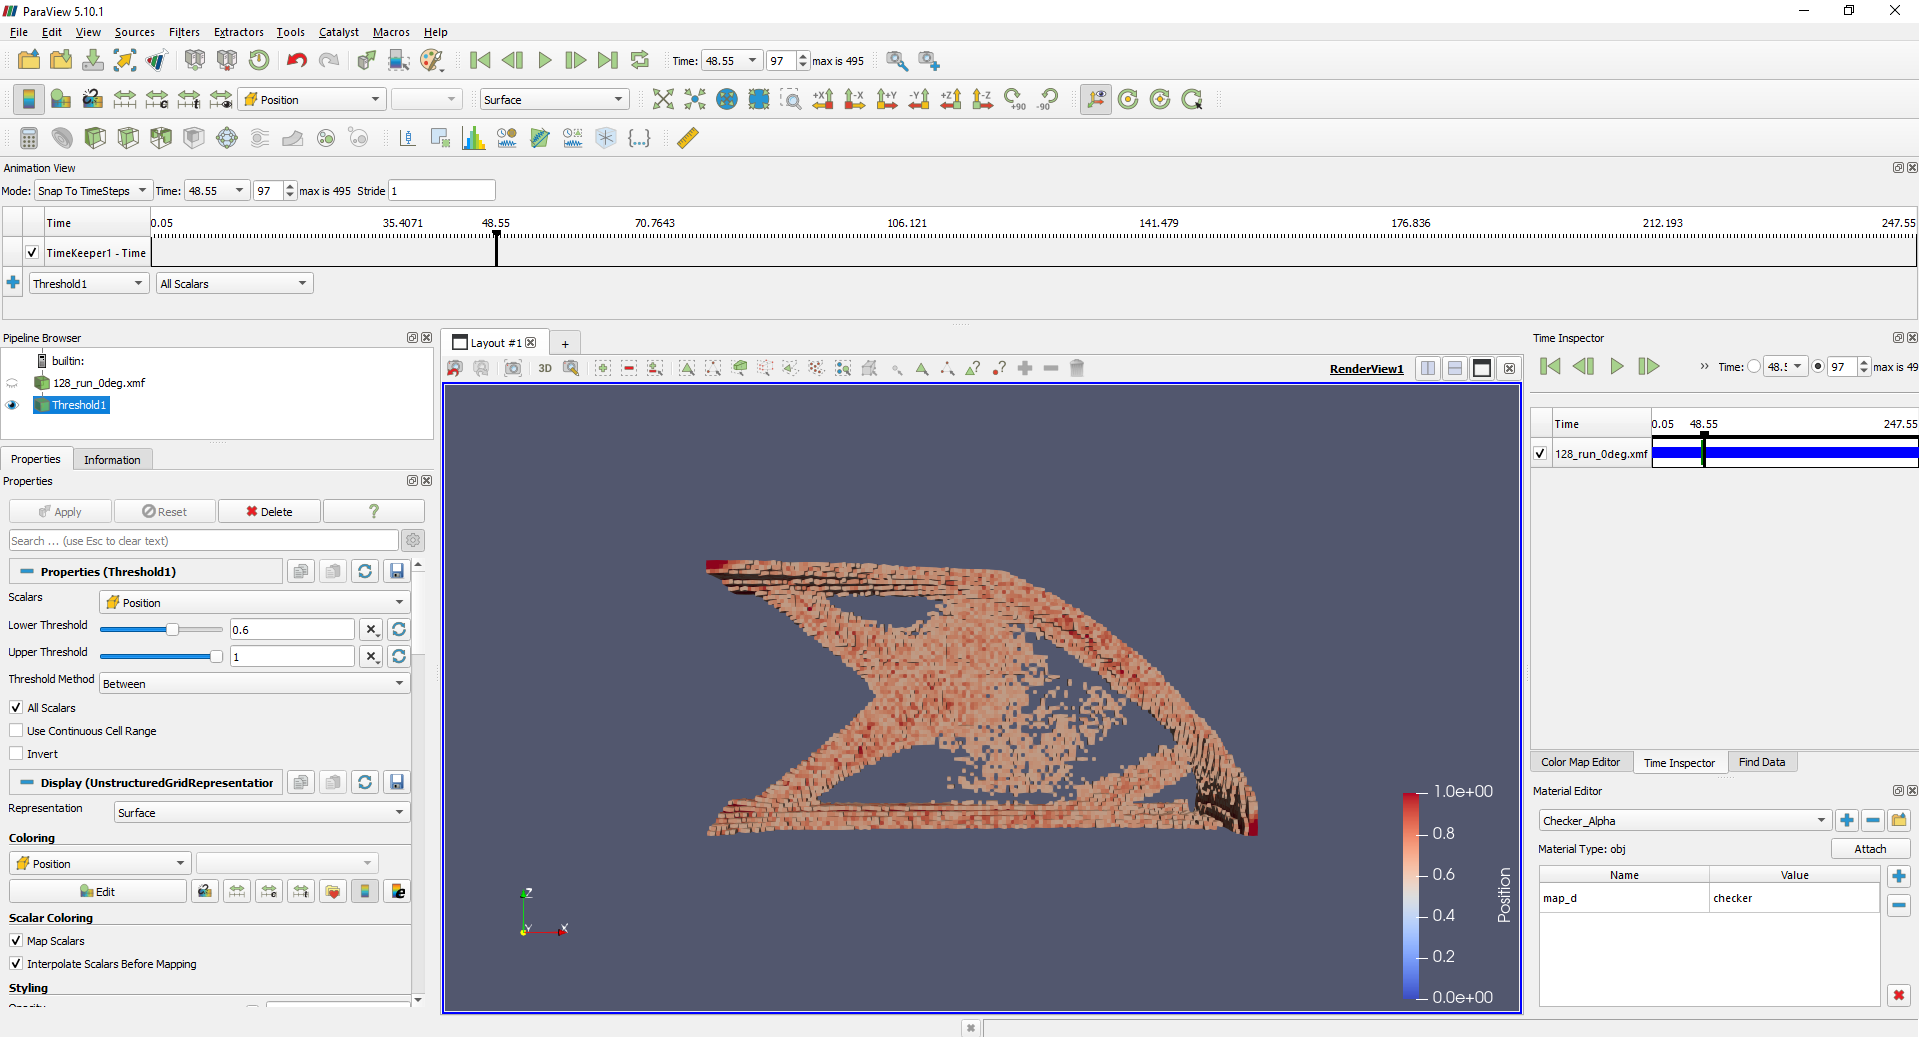 ParaView 5.10.1
File Edit View Sources Filters Extractors Tools Catalyst Macros Help
Time: 48.55 97 max is 495
Position Surface +X -X +Y -Y +Z -Z +90 -90
Animation View
Mode: Snap To TimeSteps Time: 48.55 97 max is 495 Stride 1
Time 0.05 35.4071 48.55 70.7643 106.121 141.479 176.836 212.193 247.55
TimeKeeper1 - Time
Threshold1 All Scalars
Pipeline Browser
builtin:
128_run_0deg.xmf
Threshold1
Properties Information
Properties
Apply Reset Delete ?
Search ... (use Esc to clear text)
Properties (Threshold1)
Scalars Position
Lower Threshold 0.6
Upper Threshold 1
Threshold Method Between
All Scalars
Use Continuous Cell Range
Invert
Display (UnstructuredGridRepresentation
Representation Surface
Coloring
Position
Edit
Scalar Coloring
Map Scalars
Interpolate Scalars Before Mapping
Styling
Layout #1 +
3D RenderView1
Z
Y X
1.0e+00
0.8
0.6
0.4
0.2
0.0e+00
Position
Time Inspector
Time: 48.5 97 max is 49
Time 0.05 48.55 247.55
128_run_0deg.xmf
Color Map Editor Time Inspector Find Data
Material Editor
Checker_Alpha
Material Type: obj Attach
Name Value
map_d checker